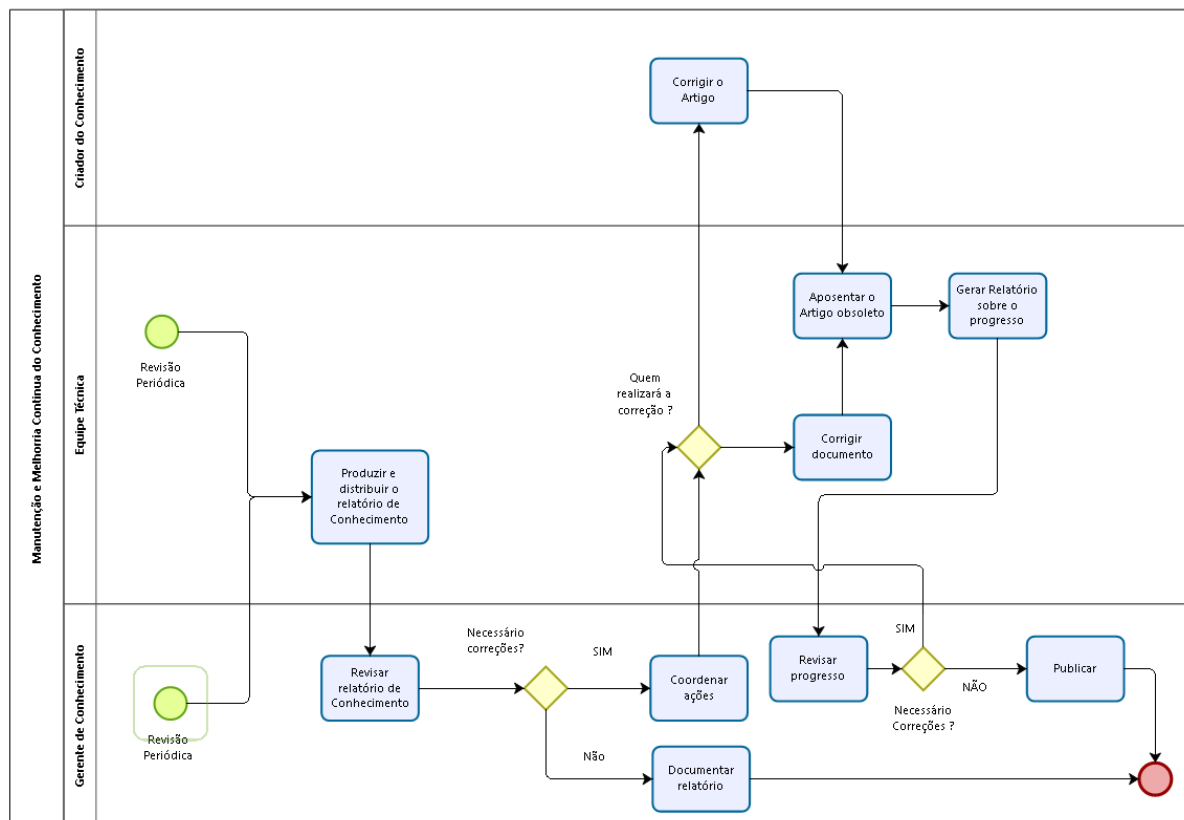 Manutenção e Melhorria Continua do Conhecimento
Criador do Conhecimento
Corrigir o
Artigo
Equipe Técnica
Revisão
Periódica
Produzir e
distribuir o
relatório de
Conhecimento
Quem
realizará a
correção ?
Corrigir
documento
Aposentar o
Artigo obsoleto
Gerar Relatório
sobre o
progresso
Gerente de Conhecimento
Revisão
Periódica
Revisar
relatório de
Conhecimento
Necessário
correções?
SIM
Coordenar
ações
Não
Documentar
relatório
Revisar
progresso
SIM
Necessário
Correções ?
NÃO
Publicar